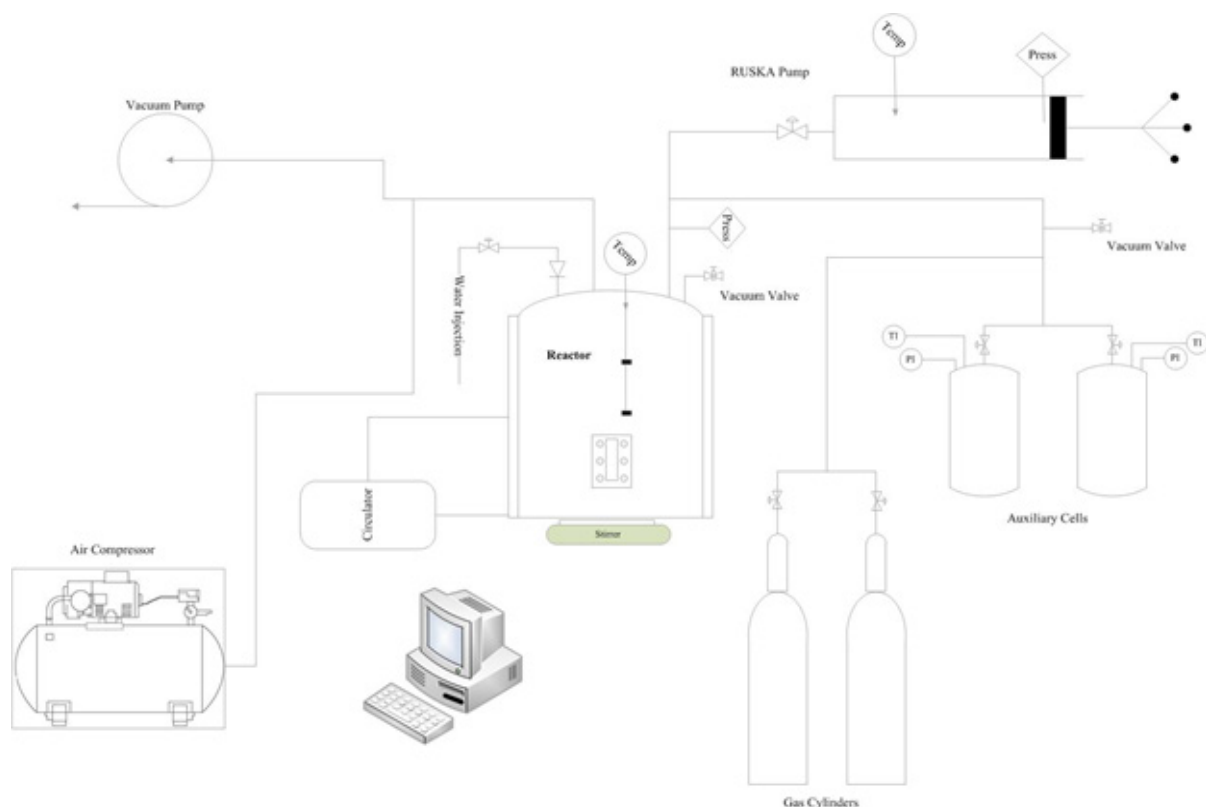 Temp
Press
RUSKA Pump
Vacuum Pump
Press
Vacuum Valve
Temp
Water Injection
Vacuum Valve
Reactor
TI
PI
TI
PI
Circulator
Auxiliary Cells
Stirrer
Air Compressor
Gas Cylinders